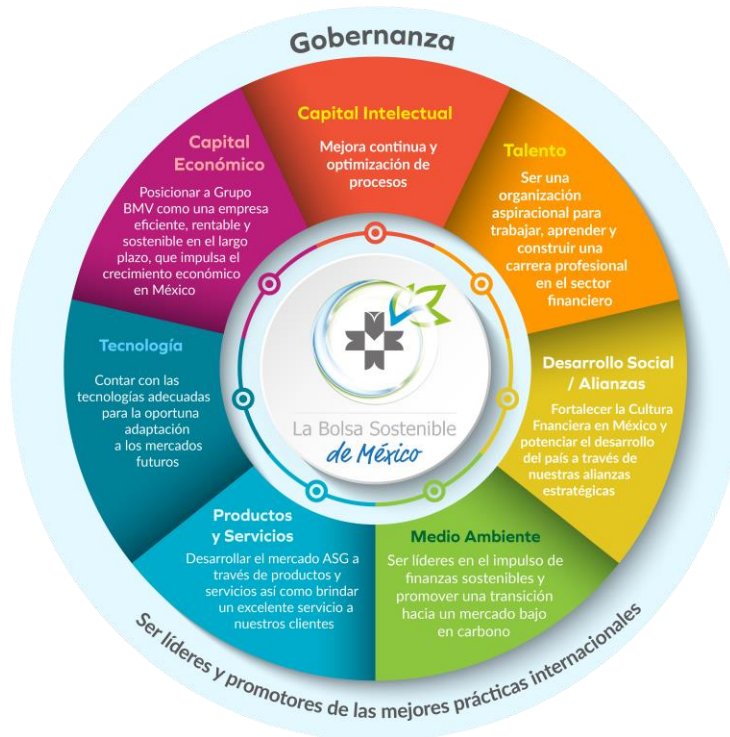 Gobernanza
Capital Intelectual
Mejora continua y
optimización de
procesos
Talento
Ser una
organización
aspiracional para
trabajar, aprender y
construir una
carrera profesional
en el sector
financiero
Desarrollo Social
/ Alianzas
Fortalecer la Cultura
Fnanciera en México y
potenciar el desarrollo
del país a través de
nuestras alianzas
estratégicas
Medio Ambiente
Ser líderes en el impulso de
finanzas sostenibles y
promover una transición
hacia un mercado bajo
en carbono
Productos
y Servicios
Desarrollar el mercado ASG a
través de productos y
servicios así como brindar
un excelente servicio a
nuestros clientes
Tecnología
Contar con las
tecnologías adecuadas
para la oportuna
adaptación
a los mercados
futuros
Capital
Económico
Posicionar a Grupo
BMV como una empresa
eficiente, rentable y
sostenible en el largo
plazo, que impulsa el
crecimiento económico
en México
La Bolsa Sostenible
de México
Ser líderes y promotores de las mejores prácticas internacionales